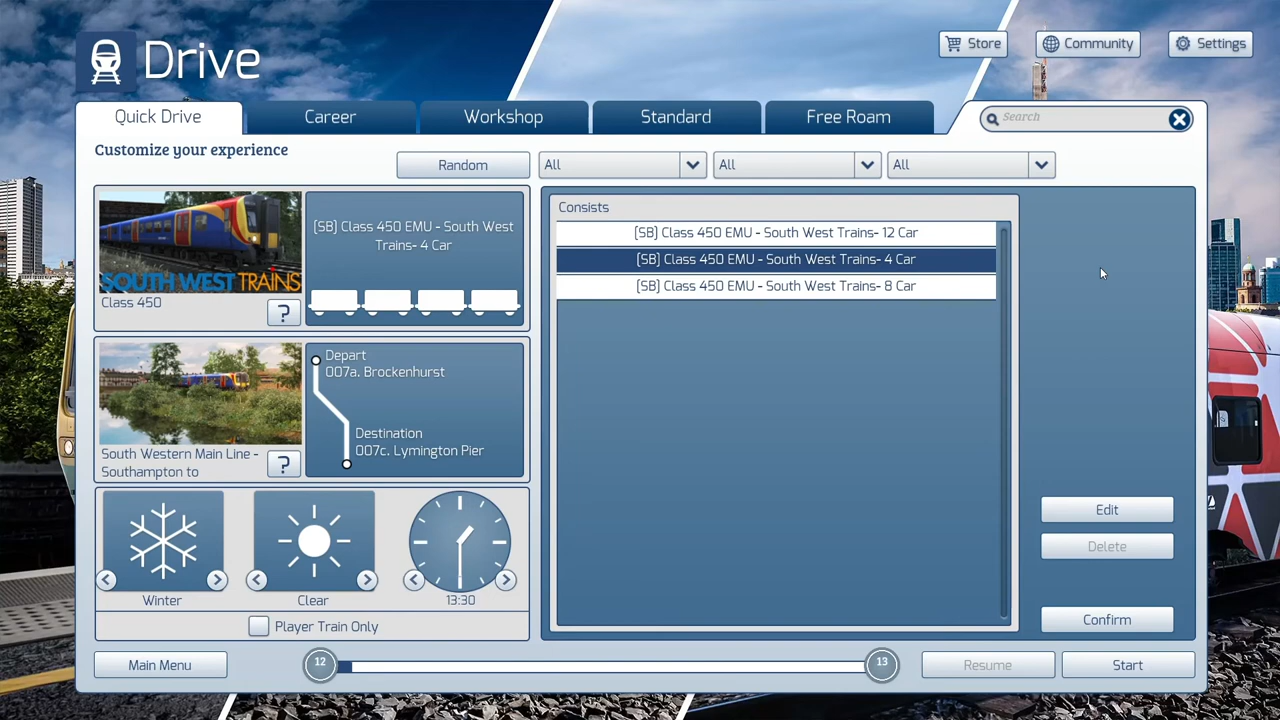 Drive
Store
Community
Settings
Quick Drive
Career
Workshop
Standard
Free Roam
Search
Customize your experience
Random
All
All
All
SOUTH WEST TRAINS
Class 450
?
[SB] Class 450 EMU - South West
Trains- 4 Car
Consists
[SB] Class 450 EMU - South West Trains- 12 Car
[SB] Class 450 EMU - South West Trains- 4 Car
[SB] Class 450 EMU - South West Trains- 8 Car
South Western Main Line -
Southampton to
?
Depart
007a. Brockenhurst
Destination
007c. Lymington Pier
Winter
Clear
13:30
Player Train Only
Edit
Delete
Confirm
Main Menu
12
13
Resume
Start